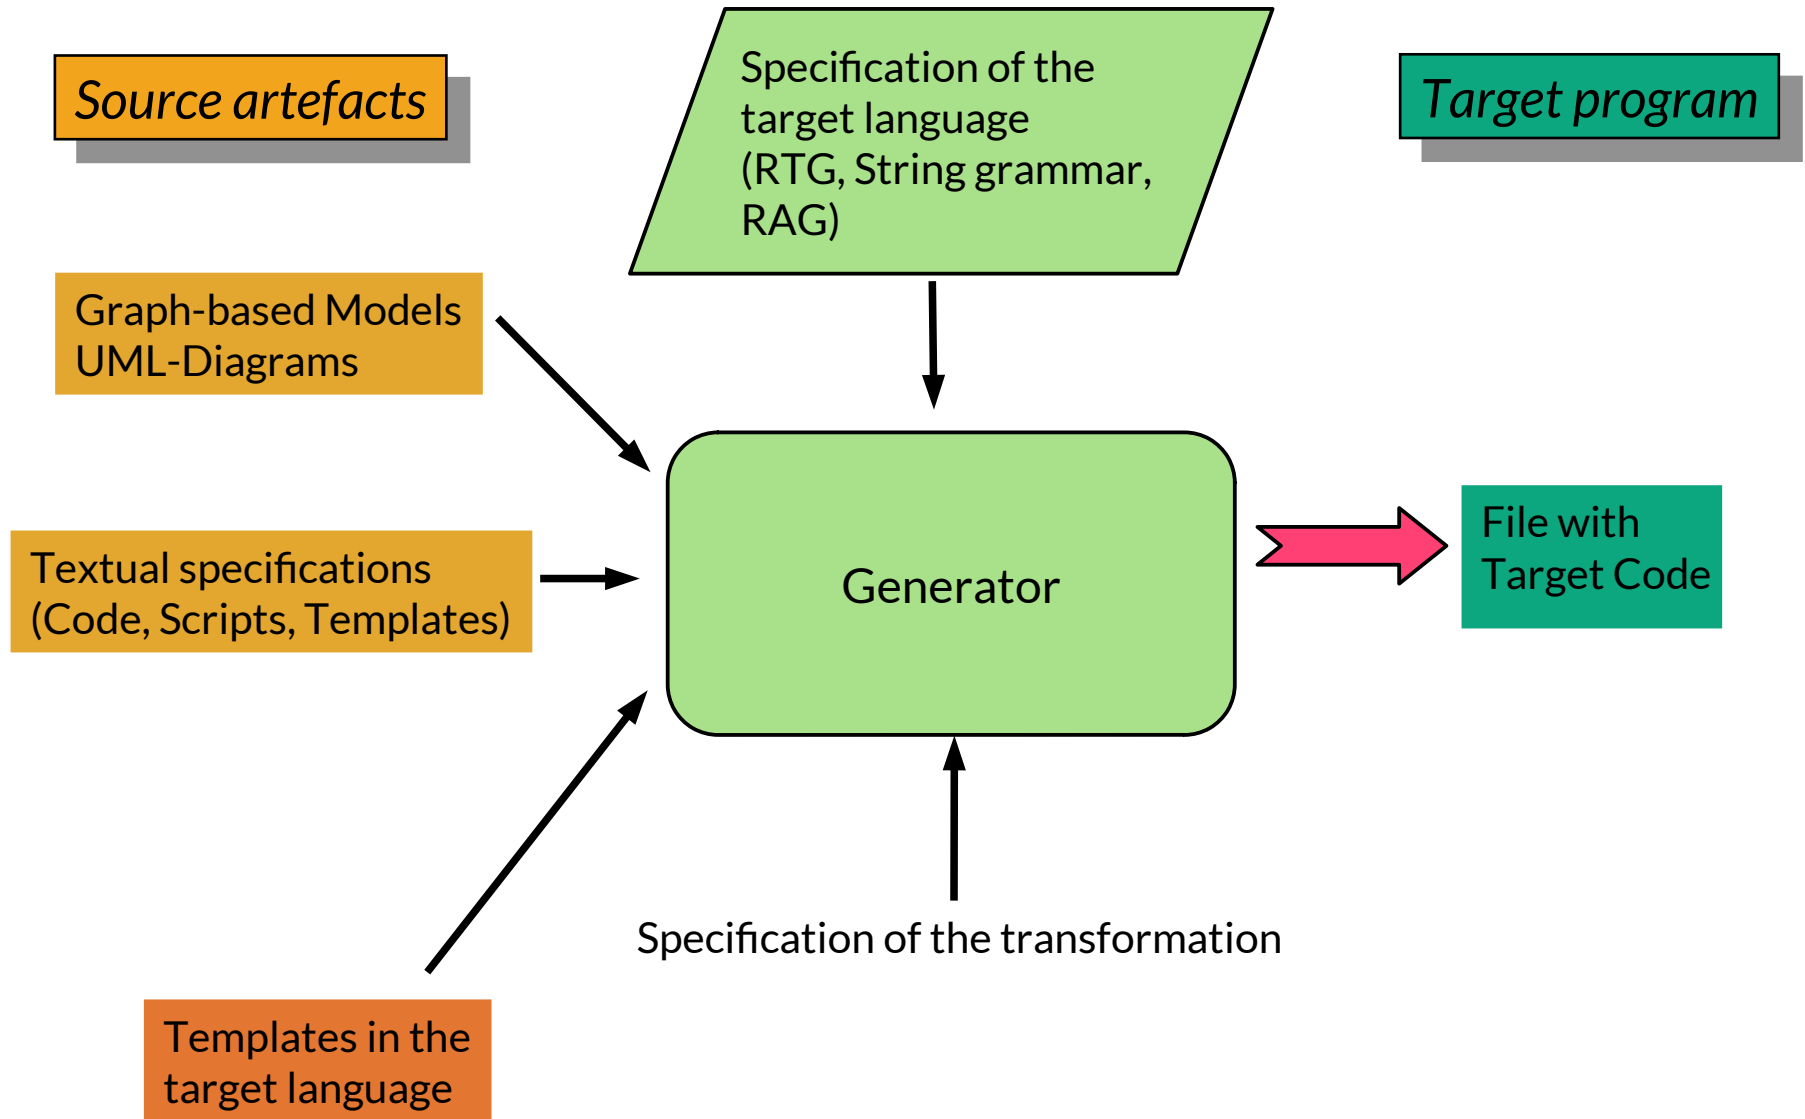 Source artefacts
Specification of the
target language
(RTG, String grammar,
RAG)
Target program
Graph-based Models
UML-Diagrams
Textual specifications
(Code, Scripts, Templates)
Generator
File with
Target Code
Specification of the transformation
Templates in the
target language